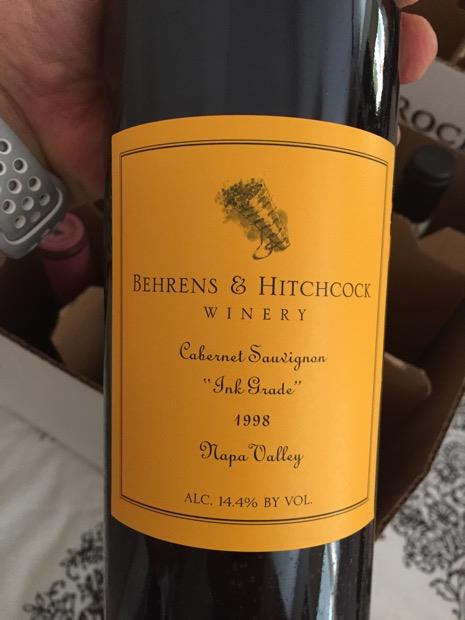 BEHRENS & HITCHCOCK
WINERY
Cabernet Sauvignon
"Ink Grade"
1998
Napa Valley
ALC. 14.4% BY VOL.